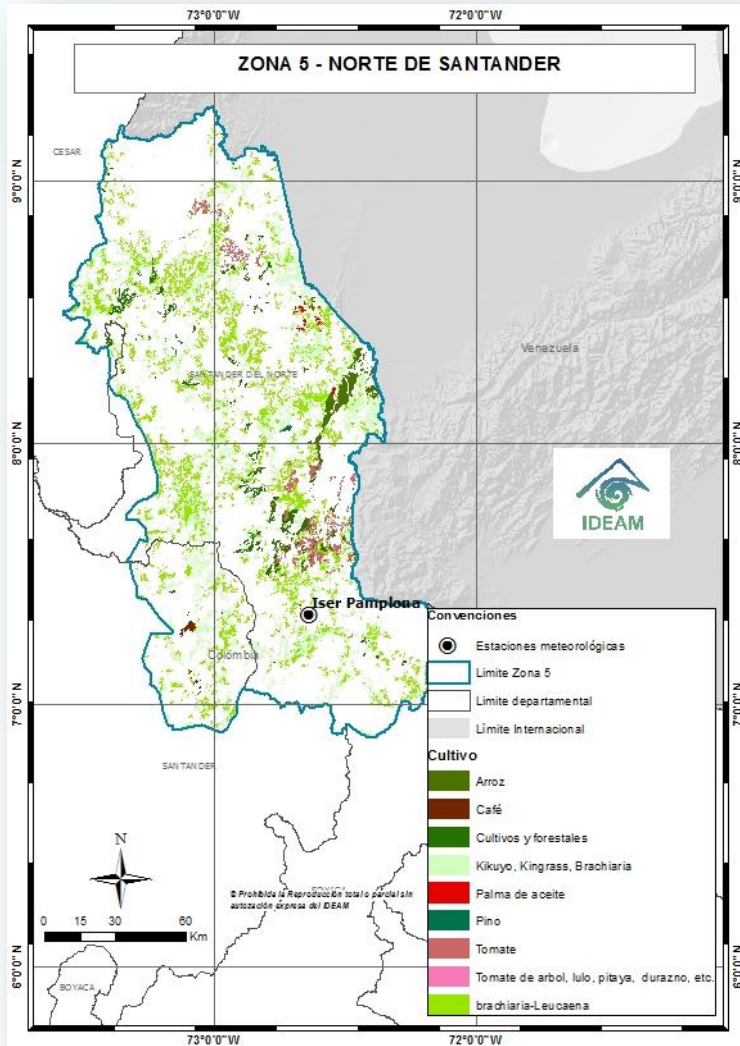 73°0'0"W
72°0'0"W
ZONA 5 - NORTE DE SANTANDER
CESAR
9°0'0"N
9°0'0"N
Venezuela
SANTANDER DEL NORTE
8°0'0"N
8°0'0"N
IDEAM
Iser Pamplona
Colombia
7°0'0"N
7°0'0"N
SANTANDER
Convenciones
Estaciones meteorológicas
Limite Zona 5
Limite departamental
Límite Internacional
Cultivo
Arroz
Café
Cultivos y forestales
Kikuyo, Kingrass, Brachiaria
Palma de aceite
Pino
Tomate
Tomate de arbol, lulo, pitaya, durazno, etc.
brachiaria-Leucaena
N
0 15 30 60
Km
© Prohibida la Reproducción total o parcial sin
autorización expresa del IDEAM
BOYACA
6°0'0"N
6°0'0"N
BOYACA
73°0'0"W
72°0'0"W